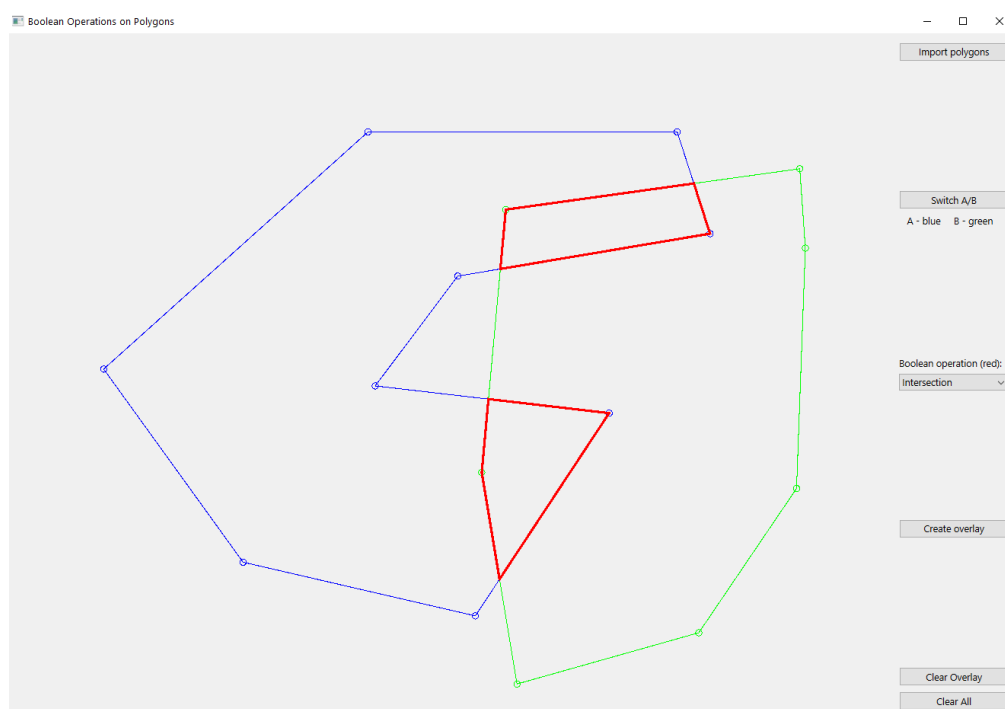 Boolean Operations on Polygons
Import polygons
Switch A/B
A - blue B - green
Boolean operation (red):
Intersection
Create overlay
Clear Overlay
Clear All